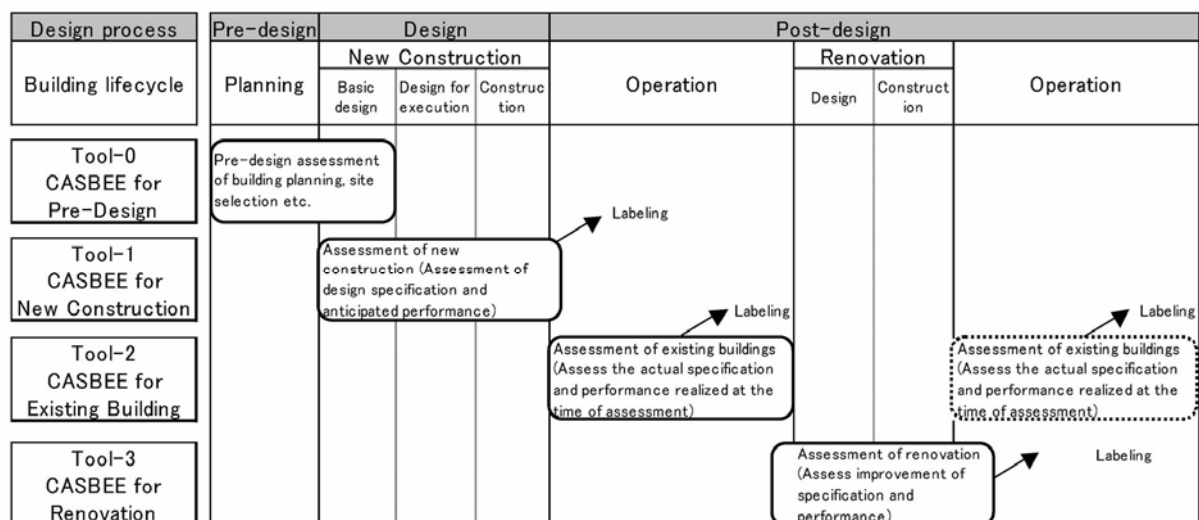 Design process
Pre-design
Design
Post-design
Building lifecycle
Planning
New Construction
Basic
design
Design for
execution
Construc
tion
Operation
Renovation
Design
Construct
ion
Operation
Tool-0
CASBEE for
Pre-Design
Pre-design assessment
of building planning, site
selection etc.
Labeling
Tool-1
CASBEE for
New Construction
Assessment of new
construction (Assessment of
design specification and
anticipated performance)
Labeling
Labeling
Tool-2
CASBEE for
Existing Building
Assessment of existing buildings
(Assess the actual specification
and performance realized at the
time of assessment)
Assessment of existing buildings
(Assess the actual specification
and performance realized at the
time of assessment)
Tool-3
CASBEE for
Renovation
Assessment of renovation
(Assess improvement of
specification and
performance)
Labeling